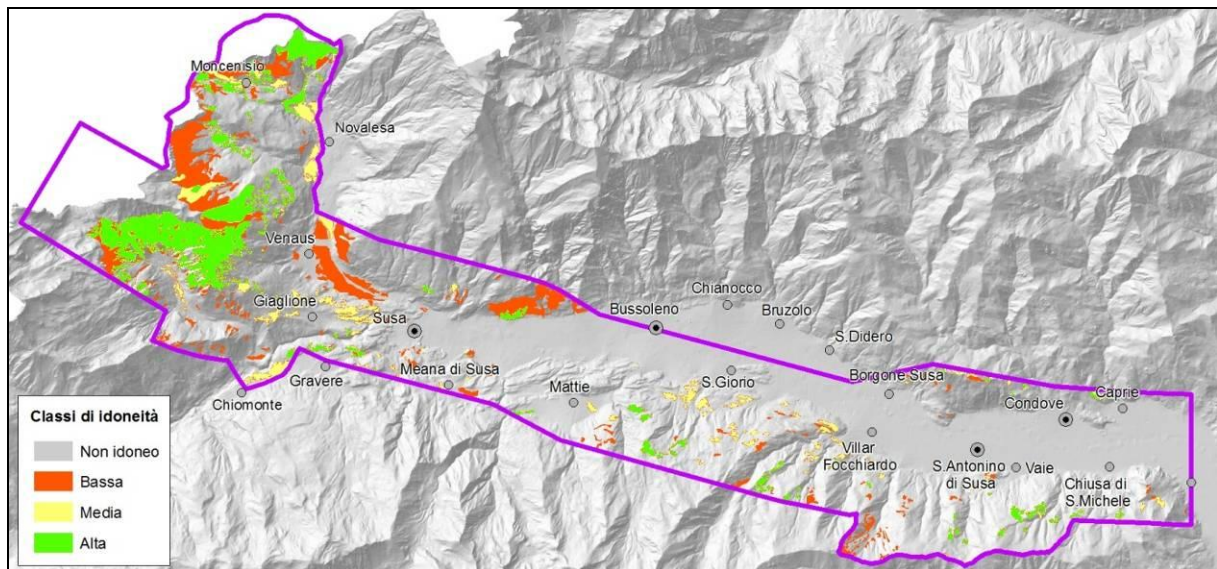 Moncenisio
Novalesa
Venaus
Giaglione
Susa
Gravere
Meana di Susa
Chiomonte
Mattie
Bussoleno
Chianocco
Bruzolo
S.Didero
S.Giorio
Borgone Susa
Condove
Caprie
Villar
Focchiardo
S.Antonino
di Susa
Vaie
Chiusa di
S.Michele
Classi di idoneità
Non idoneo
Bassa
Media
Alta